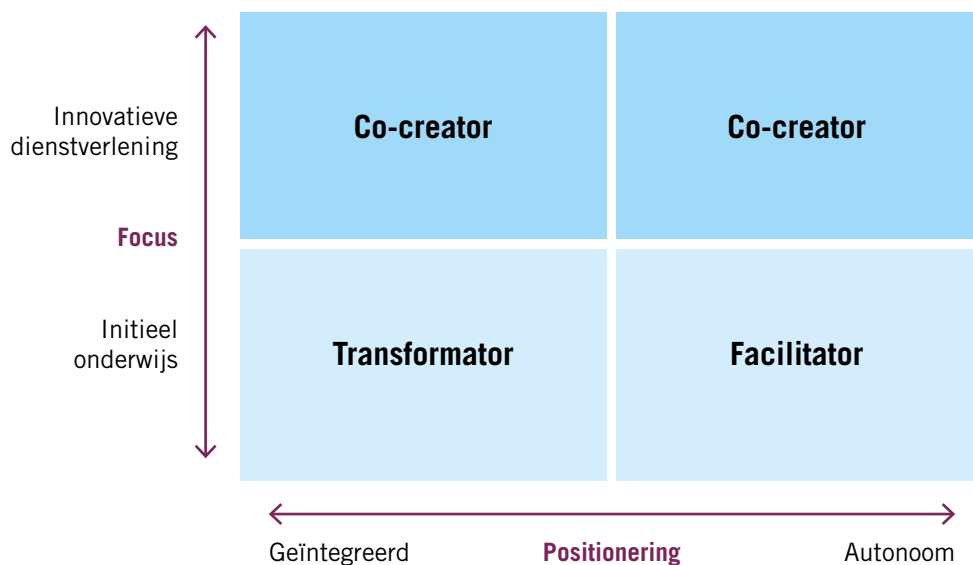 Innovatieve
dienstverlening
Co-creator
Co-creator
Focus
Initieel
onderwijs
Transformator
Facilitator
Geïntegreerd
Positionering
Autonoom